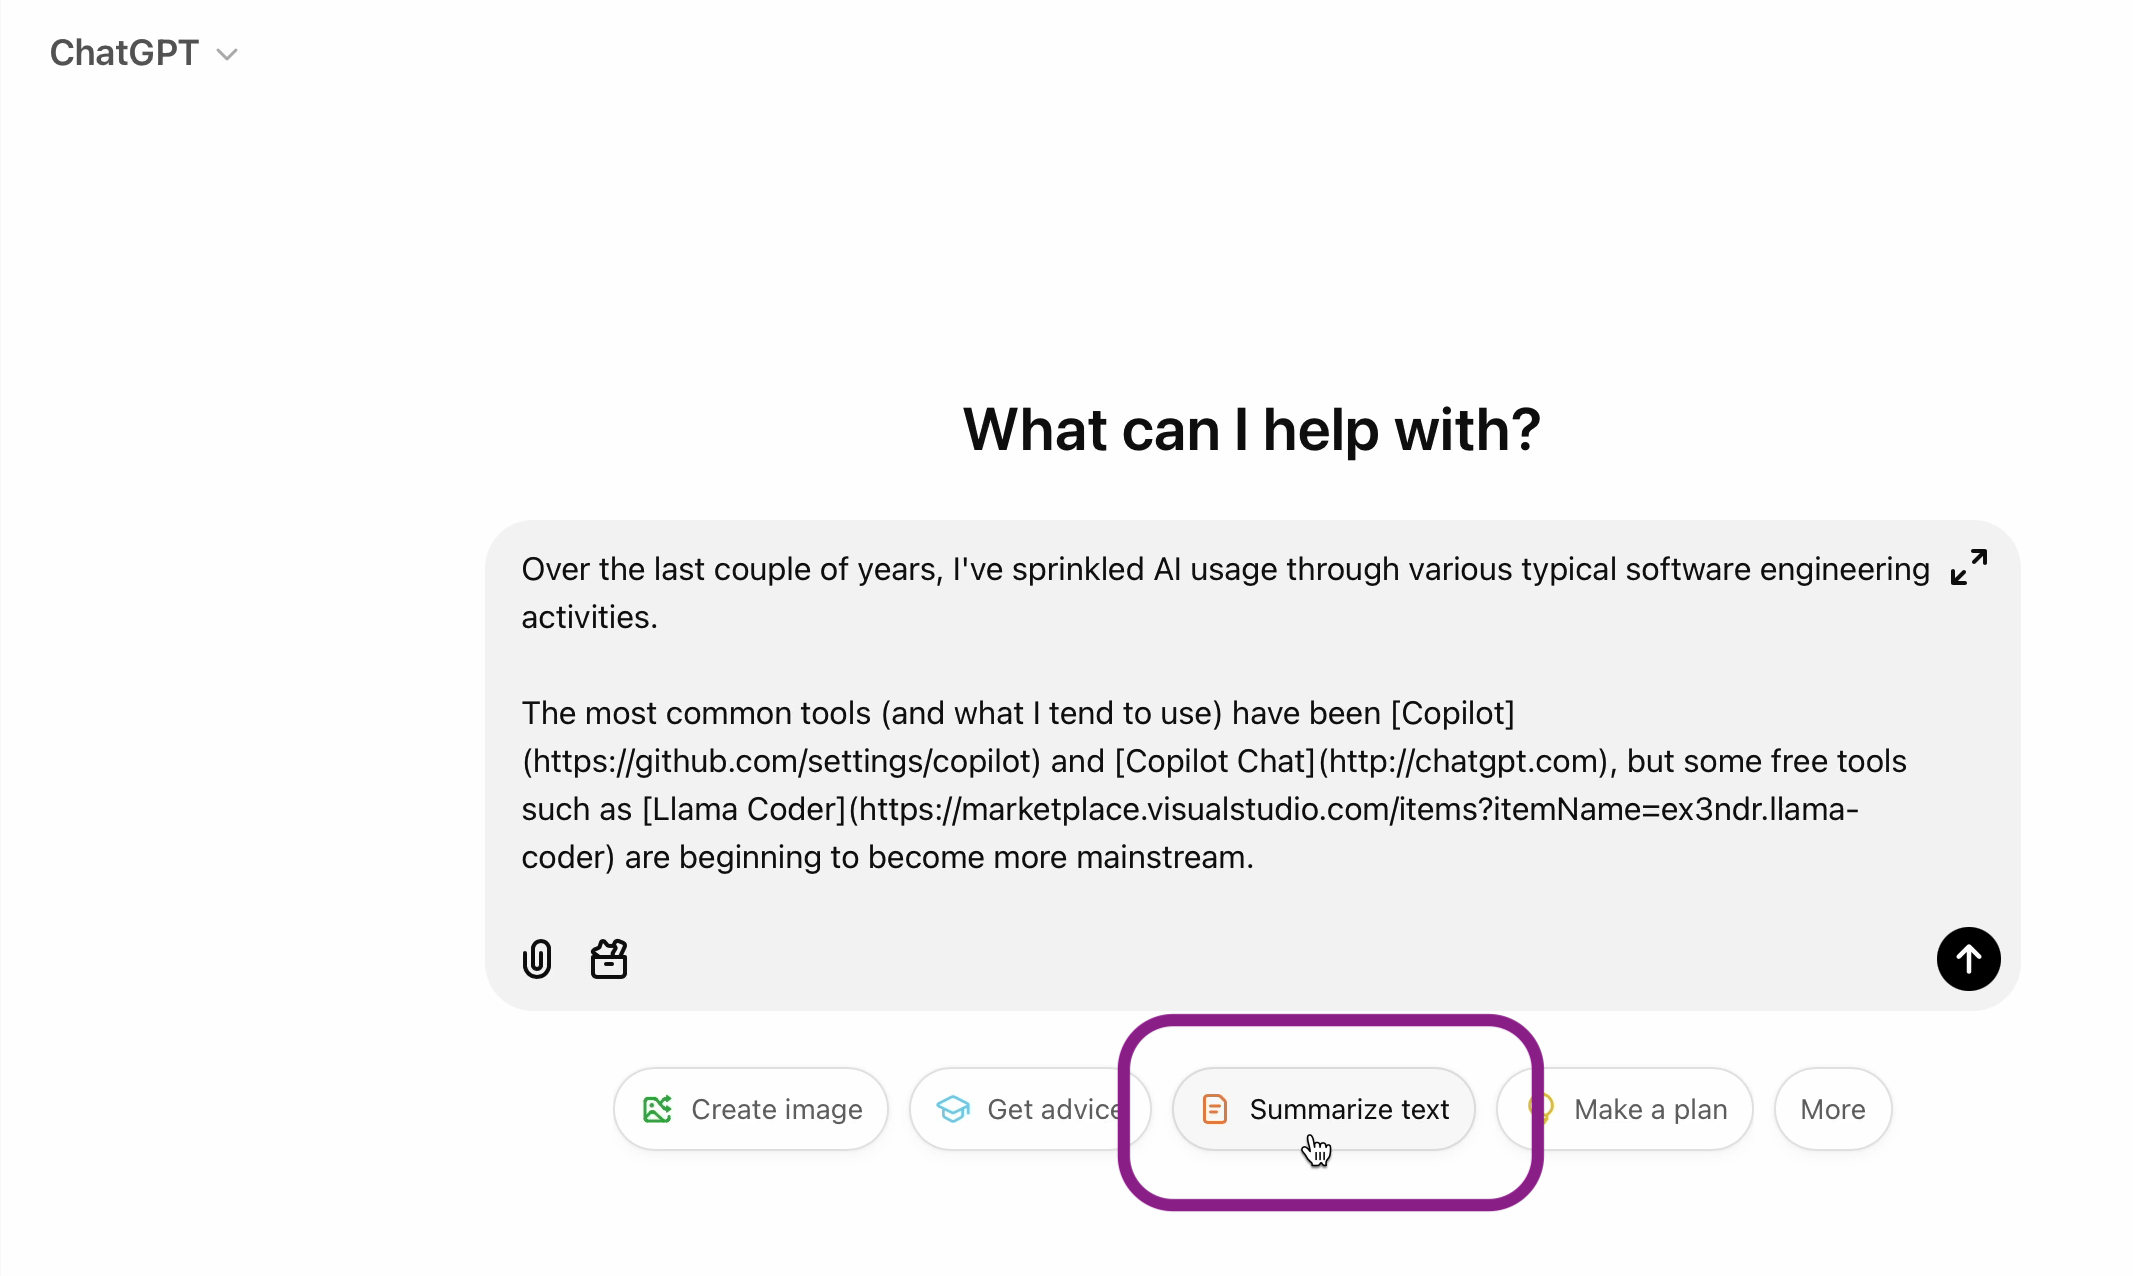 ChatGPT
What can I help with?
Over the last couple of years, I've sprinkled AI usage through various typical software engineering
activities.
The most common tools (and what I tend to use) have been [Copilot]
(https://github.com/settings/copilot) and [Copilot Chat](http://chatgpt.com), but some free tools
such as [Llama Coder](https://marketplace.visualstudio.com/items?itemName=ex3ndr.llama-
coder) are beginning to become more mainstream.
Create image
Get advice
Summarize text
Make a plan
More